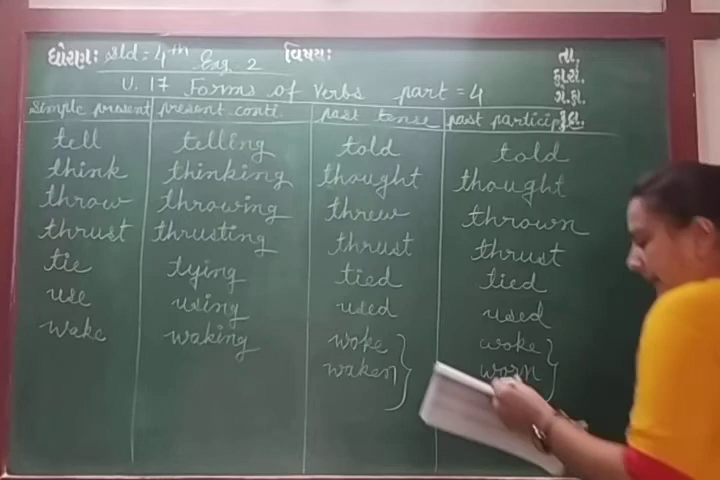 ધોરણઃ Std = 4th Eng. 2 વિષયઃ તા.
કુ.સં.
U. 17 Forms of Verbs part = 4 ગે.હા.
simple present present conti. past tense past particip
tell telling told told
think thinking thought thought
throw throwing threw thrown
thrust thrusting thrust thrust
tie tying tied tied
use using used used
wake waking woke woke
waken worn